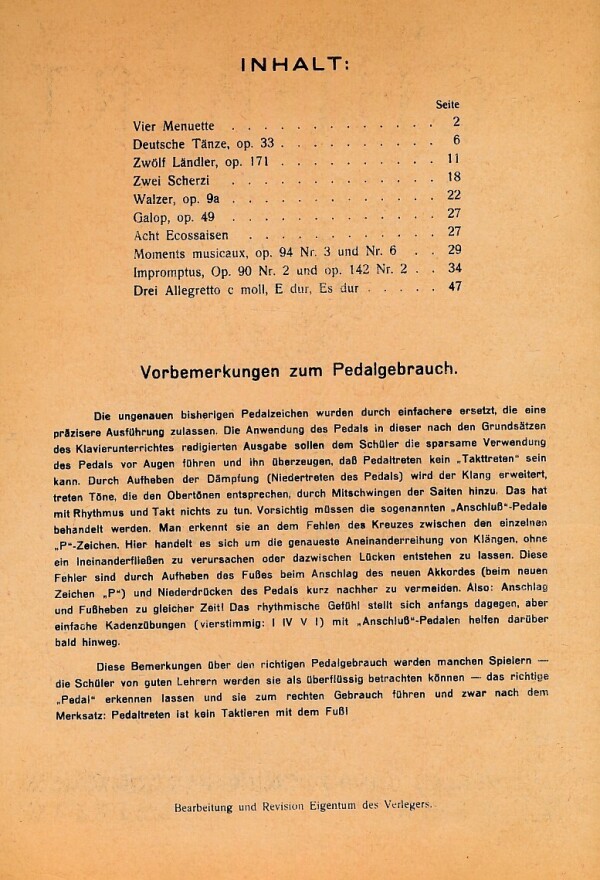 INHALT:
Seite
Vier Menuette . . . . . . . . . . . . 2
Deutsche Tänze, op. 33 . . . . . . . . . . 6
Zwölf Ländler, op. 171 . . . . . . . . . . 11
Zwei Scherzi . . . . . . . . . . . . 18
Walzer, op. 9a . . . . . . . . . . . . 22
Galop, op. 49 . . . . . . . . . . . . 27
Acht Ecossaisen . . . . . . . . . . . 27
Moments musicaux, op. 94 Nr. 3 und Nr. 6 . . 29
Impromptus, Op. 90 Nr. 2 und op. 142 Nr. 2 . . 34
Drei Allegretto c moll, E dur, Es dur . . . . . 47
Vorbemerkungen zum Pedalgebrauch.
Die ungenauen bisherigen Pedalzeichen wurden durch einfachere ersetzt, die eine
präzisere Ausführung zulassen. Die Anwendung des Pedals in dieser nach den Grundsätzen
des Klavierunterrichtes redigierten Ausgabe sollen dem Schüler die sparsame Verwendung
des Pedals vor Augen führen und ihn überzeugen, daß Pedaltreten kein „Takttreten“ sein
kann. Durch Aufheben der Dämpfung (Niedertreten des Pedals) wird der Klang erweitert,
treten Töne, die den Obertönen entsprechen, durch Mitschwingen der Saiten hinzu. Das hat
mit Rhythmus und Takt nichts zu tun. Vorsichtig müssen die sogenannten „Anschluß“-Pedale
behandelt werden. Man erkennt sie an dem Fehlen des Kreuzes zwischen den einzelnen
„P“-Zeichen. Hier handelt es sich um die genaueste Aneinanderreihung von Klängen, ohne
ein Ineinanderfließen zu verursachen oder dazwischen Lücken entstehen zu lassen. Diese
Fehler sind durch Aufheben des Fußes beim Anschlag des neuen Akkordes (beim neuen
Zeichen „P“) und Niederdrücken des Pedals kurz nachher zu vermeiden. Also: Anschlag
und Fußheben zu gleicher Zeit! Das rhythmische Gefühl stellt sich anfangs dagegen, aber
einfache Kadenzübungen (vierstimmig: I IV V I) mit „Anschluß“-Pedalen helfen darüber
bald hinweg.
Diese Bemerkungen über den richtigen Pedalgebrauch werden manchen Spielern —
die Schüler von guten Lehrern werden sie als überflüssig betrachten können — das richtige
„Pedal“ erkennen lassen und sie zum rechten Gebrauch führen und zwar nach dem
Merksatz: Pedaltreten ist kein Taktieren mit dem Fuß!
Bearbeitung und Revision Eigentum des Verlegers.